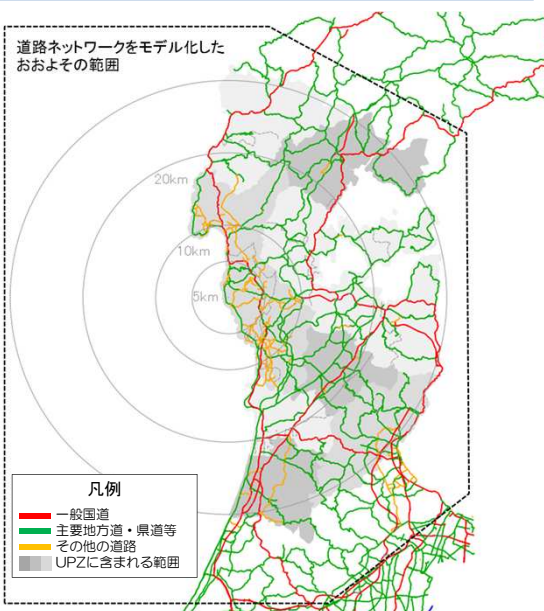 道路ネットワークをモデル化した
おおよその範囲
20km
10km
5km
凡例
一般国道
主要地方道・県道等
その他の道路
UPZに含まれる範囲